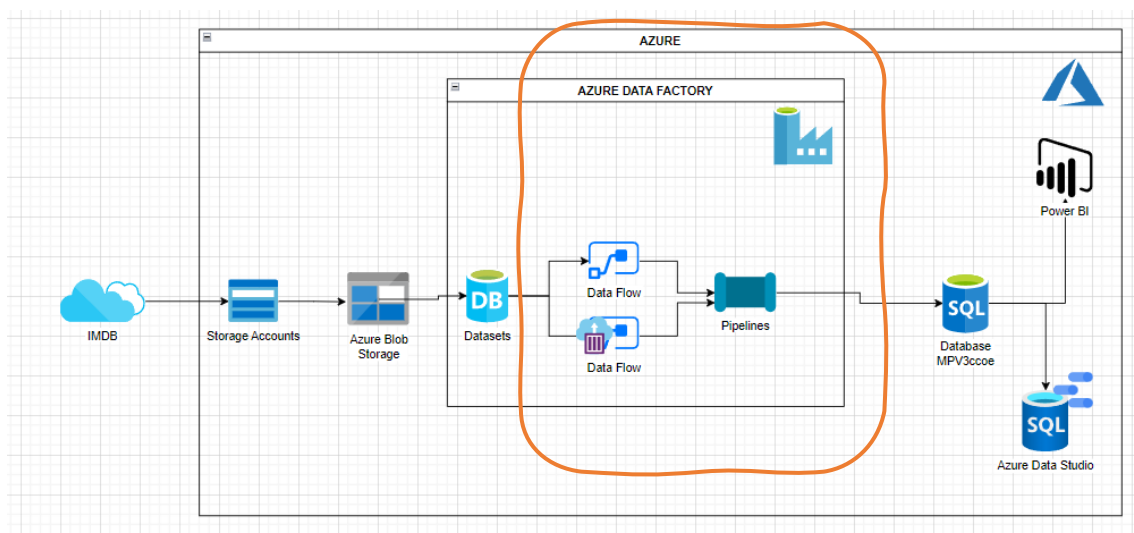 AZURE
AZURE DATA FACTORY
Power BI
Data Flow
DB
SQL
IMDB
Storage Accounts
Azure Blob
Storage
Datasets
Pipelines
Database
MPV3ccoe
Data Flow
SQL
Azure Data Studio